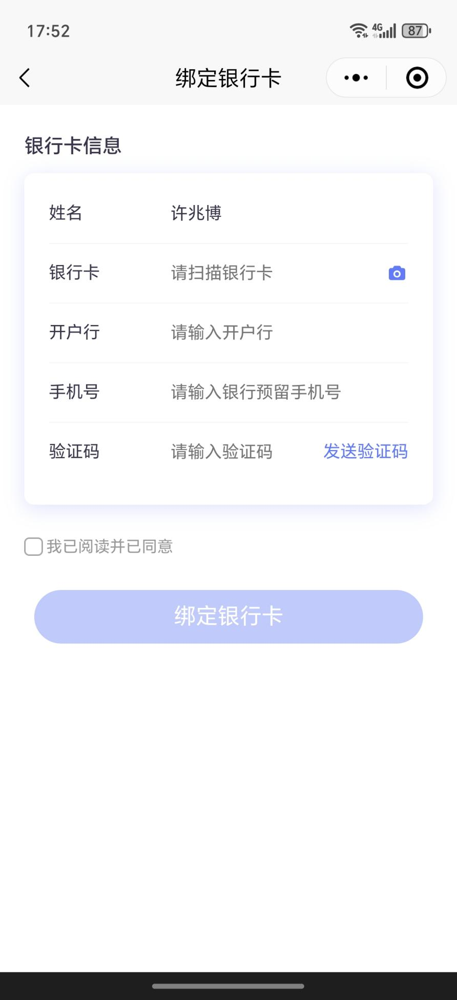 17:52
4G
87
绑定银行卡
银行卡信息
姓名 许兆博
银行卡 请扫描银行卡
开户行 请输入开户行
手机号 请输入银行预留手机号
验证码 请输入验证码 发送验证码
我已阅读并已同意
绑定银行卡